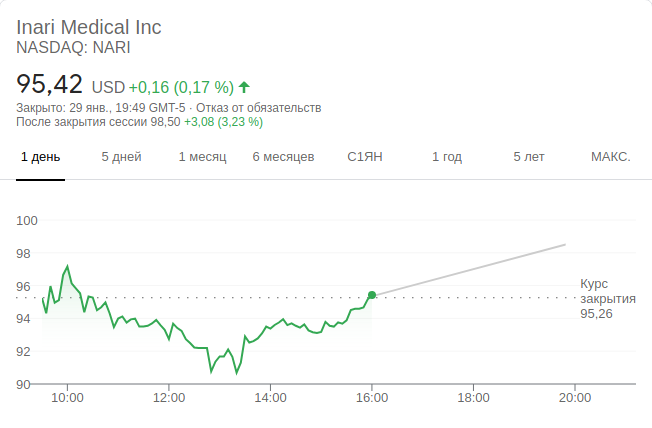 Inari Medical Inc
NASDAQ: NARI
95,42 USD +0,16 (0,17 %)
Закрыто: 29 янв., 19:49 GMT-5 · Отказ от обязательств
После закрытия сессии 98,50 +3,08 (3,23 %)
1 день 5 дней 1 месяц 6 месяцев С1ЯН 1 год 5 лет МАКС.
100
98
96
94
92
90
Курс
закрытия
95,26
10:00 12:00 14:00 16:00 18:00 20:00